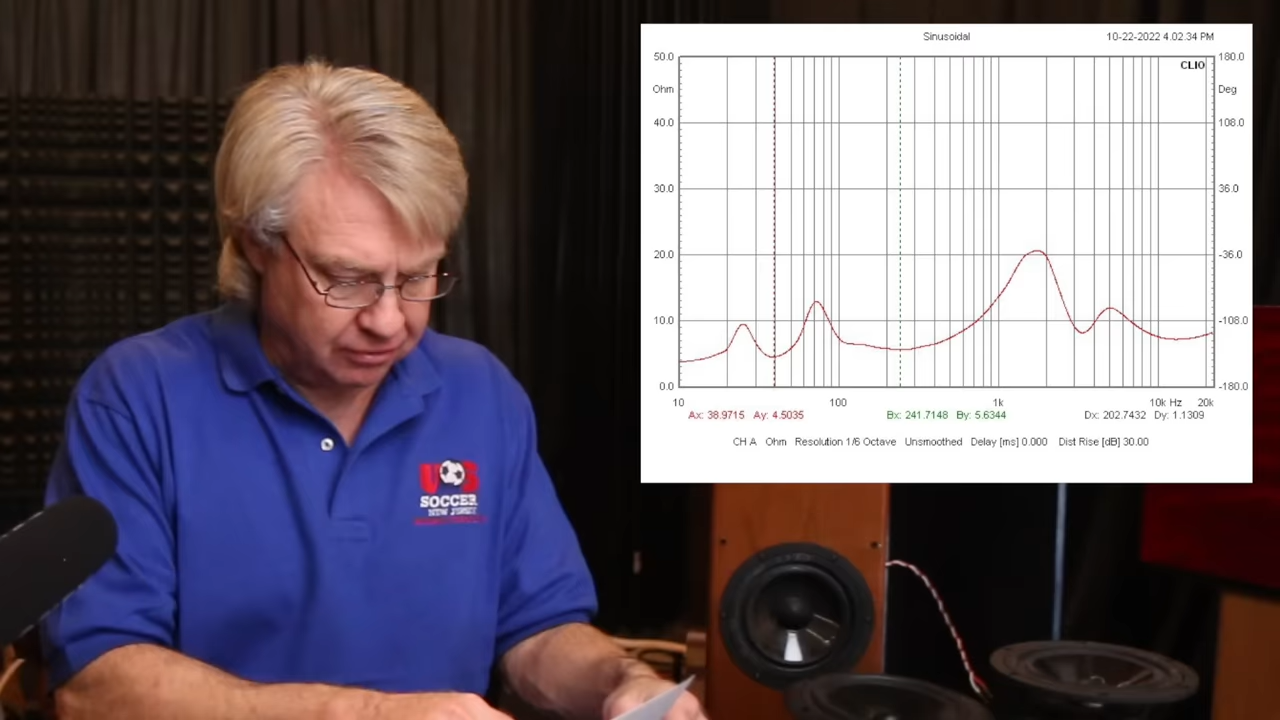 Sinusoidal 10-22-2022 4.02.34 PM
50.0 180.0
CLIO
Ohm Deg
40.0 108.0
30.0 36.0
20.0 -36.0
10.0 -108.0
0.0 -180.0
10 100 1k 10k Hz 20k
Ax: 38.9715 Ay: 4.5035 Bx: 241.7148 By: 5.6344 Dx: 202.7432 Dy: 1.1309
CH A Ohm Resolution 1/6 Octave Unsmoothed Delay [ms] 0.000 Dist Rise [dB] 30.00
SOCCER
NEW JERSEY